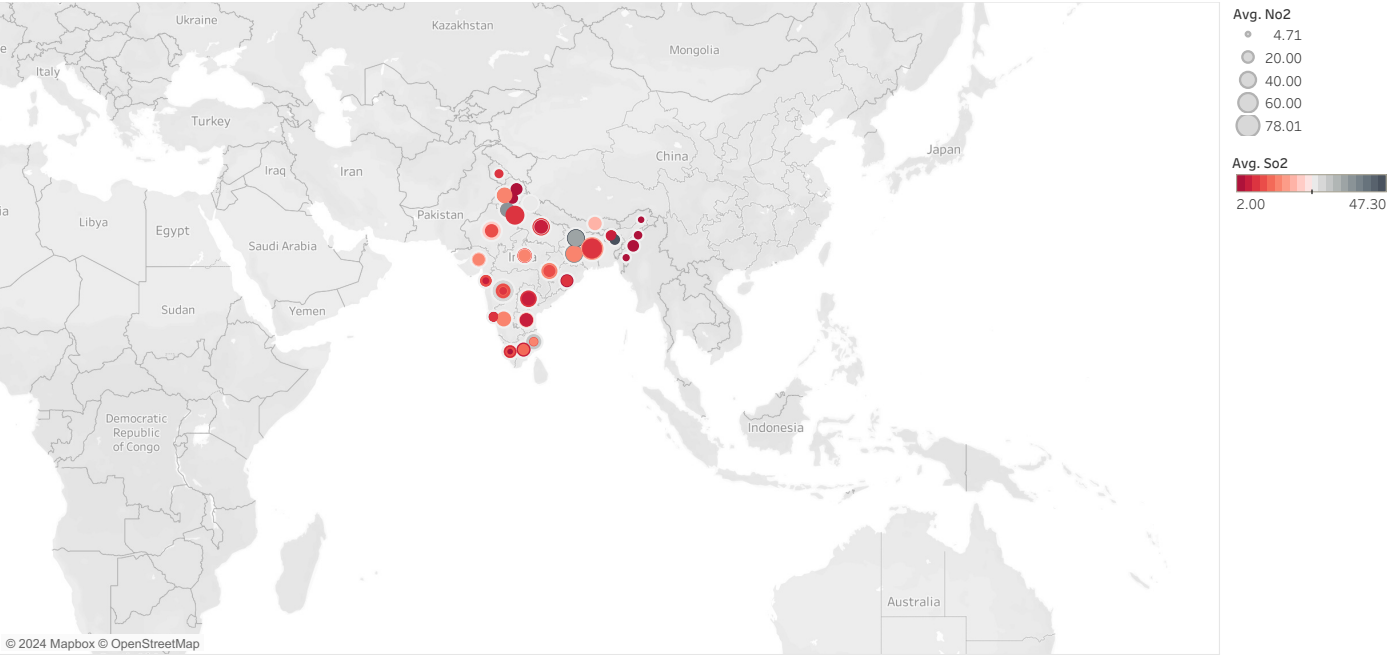 Ukraine
Kazakhstan
Mongolia
Italy
Turkey
Japan
China
Iraq
Iran
Pakistan
Libya
Egypt
Saudi Arabia
Sudan
Yemen
Democratic
Republic
of Congo
Indonesia
Australia
© 2024 Mapbox © OpenStreetMap
Avg. No2
4.71
20.00
40.00
60.00
78.01
Avg. So2
2.00 47.30